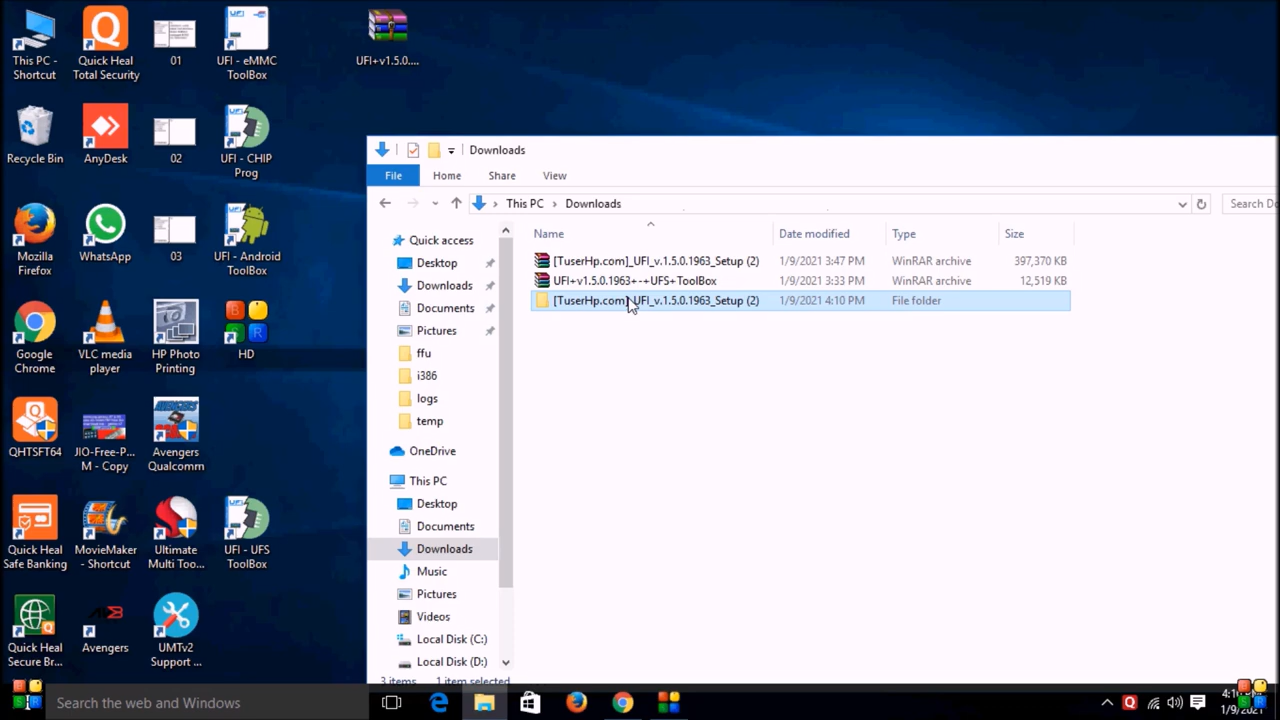 This PC -
Shortcut
Quick Heal
Total Security
01
UFI - eMMC
ToolBox
UFI+v1.5.0....
Recycle Bin
AnyDesk
02
UFI - CHIP
Prog
Mozilla
Firefox
WhatsApp
03
UFI - Android
ToolBox
Google
Chrome
VLC media
player
HP Photo
Printing
HD
QHTSFT64
JIO-Free-P...
M - Copy
Avengers
Qualcomm
Quick Heal
Safe Banking
MovieMaker
- Shortcut
Ultimate
Multi Too...
UFI - UFS
ToolBox
Quick Heal
Secure Br...
Avengers
UMTv2
Support ...
Downloads
File Home Share View
This PC > Downloads
Search Do
Name Date modified Type Size
[TuserHp.com]_UFI_v.1.5.0.1963_Setup (2) 1/9/2021 3:47 PM WinRAR archive 397,370 KB
UFI+v1.5.0.1963+-+UFS+ToolBox 1/9/2021 3:33 PM WinRAR archive 12,519 KB
[TuserHp.com]_UFI_v.1.5.0.1963_Setup (2) 1/9/2021 4:10 PM File folder
Quick access
Desktop
Downloads
Documents
Pictures
ffu
i386
logs
temp
OneDrive
This PC
Desktop
Documents
Downloads
Music
Pictures
Videos
Local Disk (C:)
Local Disk (D:)
3 items 1 item selected
Search the web and Windows
1/9/2021